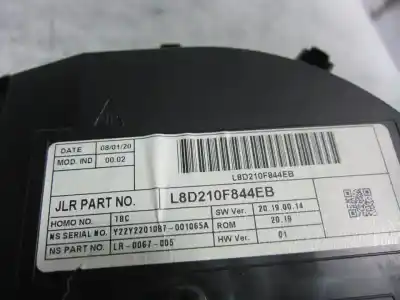 DATE 08/01/20
MOD. IND 00.02
L8D210F844EB
JLR PART NO. L8D210F844EB
HOMO NO. TBC SW Ver. 20.19.00.14
NS SERIAL NO. Y22Y2201087-001065A ROM 20.19
NS PART NO. LR-0067-005 HW Ver. 01